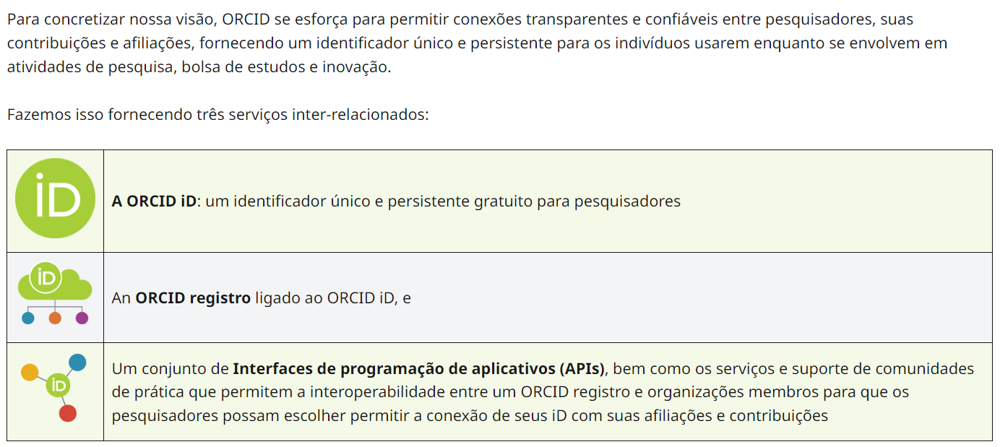 Para concretizar nossa visão, ORCID se esforça para permitir conexões transparentes e confiáveis entre pesquisadores, suas
contribuições e afiliações, fornecendo um identificador único e persistente para os indivíduos usarem enquanto se envolvem em
atividades de pesquisa, bolsa de estudos e inovação.
Fazemos isso fornecendo três serviços inter-relacionados:
iD
A ORCID iD: um identificador único e persistente gratuito para pesquisadores
iD
An ORCID registro ligado ao ORCID iD, e
iD
Um conjunto de Interfaces de programação de aplicativos (APIs), bem como os serviços e suporte de comunidades
de prática que permitem a interoperabilidade entre um ORCID registro e organizações membros para que os
pesquisadores possam escolher permitir a conexão de seus iD com suas afiliações e contribuições